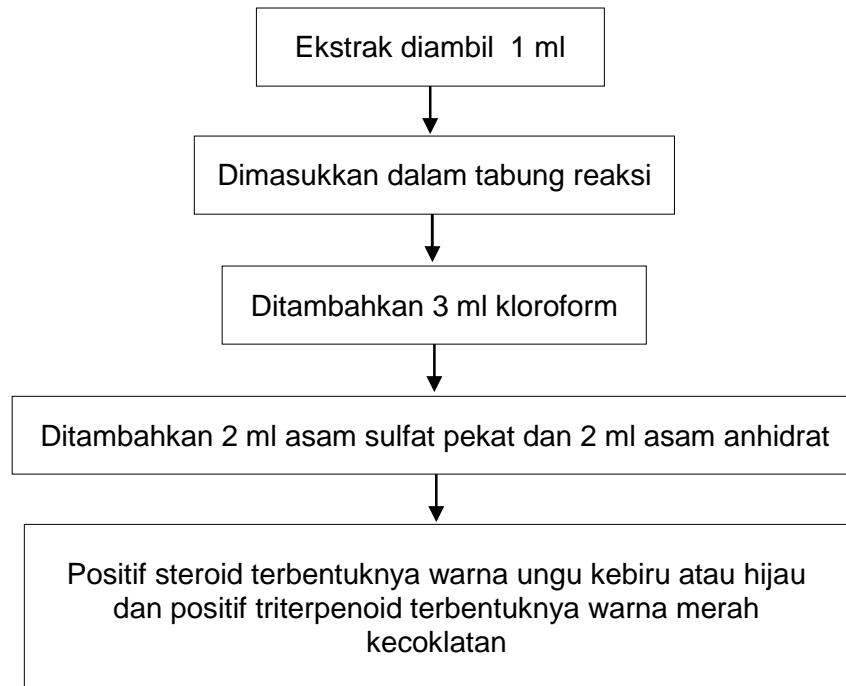 Ekstrak diambil  1 ml
Dimasukkan dalam tabung reaksi
Ditambahkan 3 ml kloroform
Ditambahkan 2 ml asam sulfat pekat dan 2 ml asam anhidrat
Positif steroid terbentuknya warna ungu kebiru atau hijau
dan positif triterpenoid terbentuknya warna merah
kecoklatan